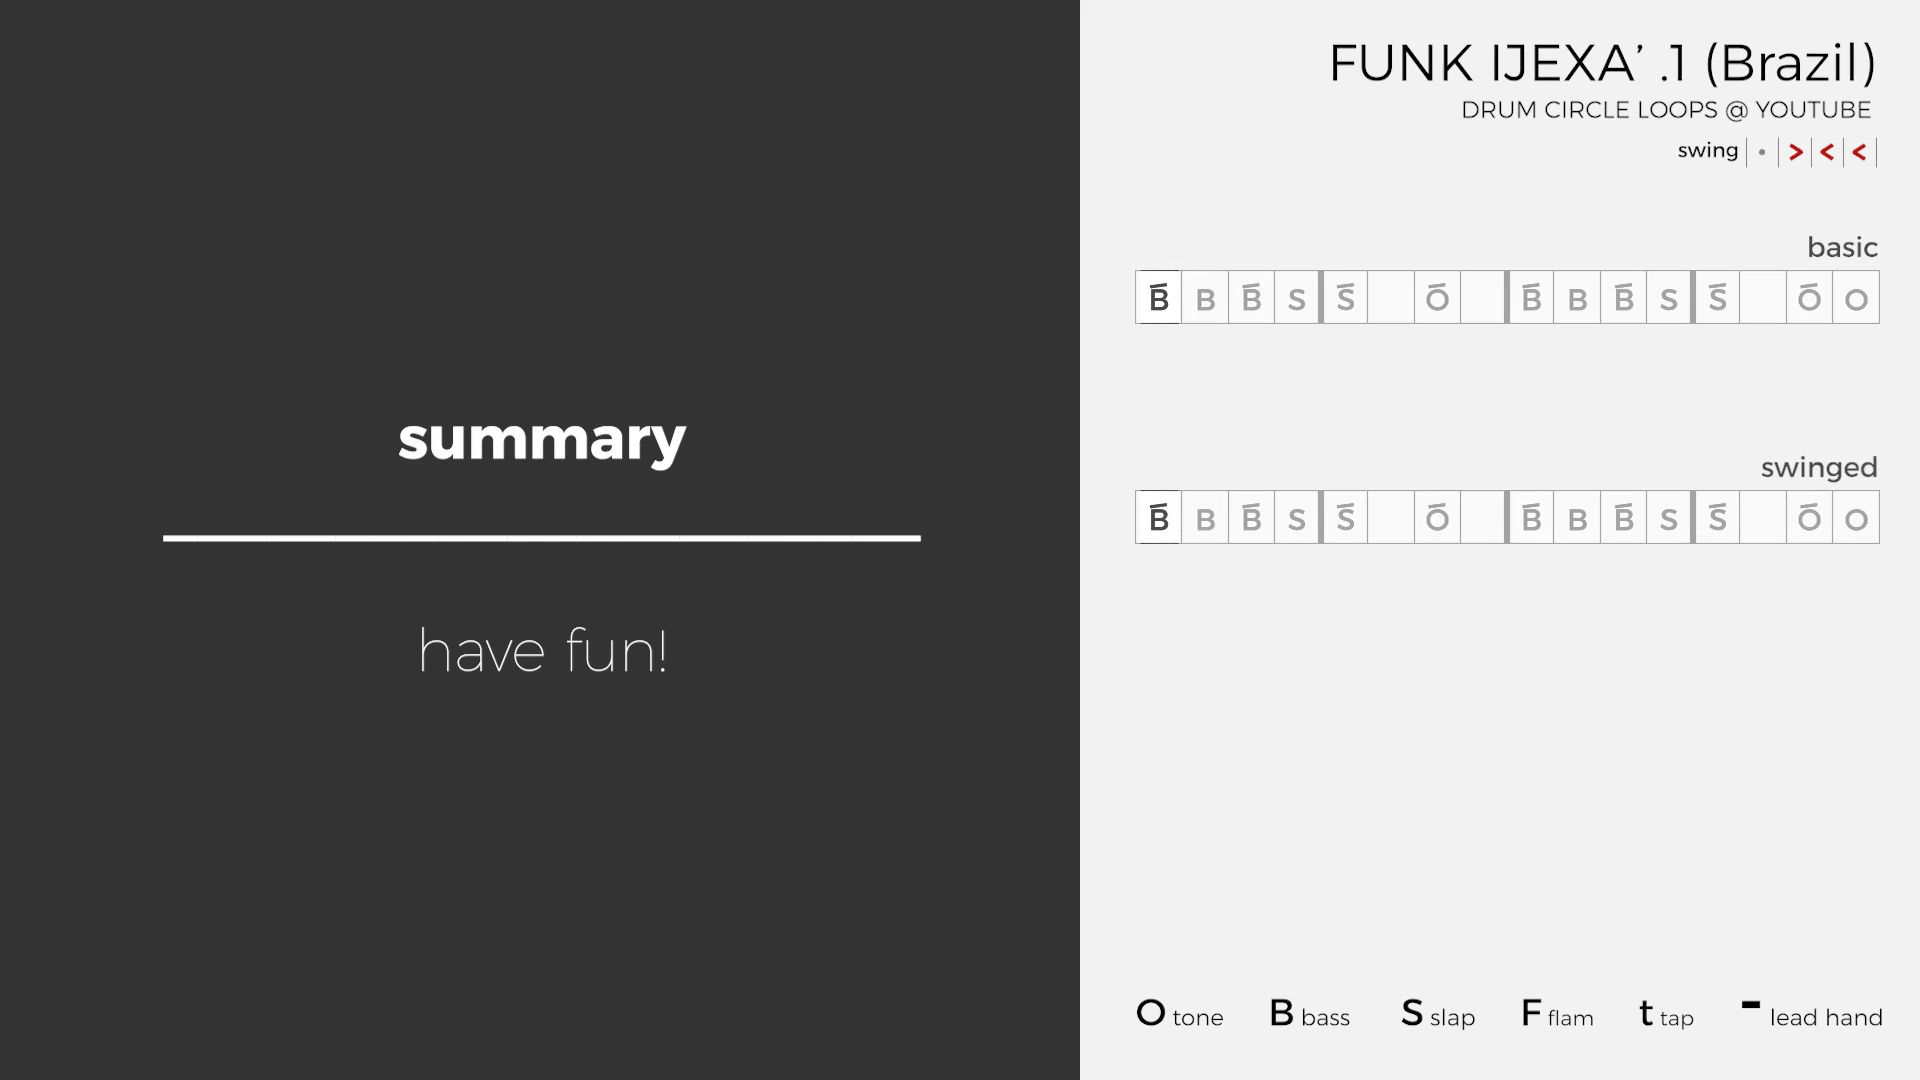 summary
have fun!
FUNK IJEXA’ .1 (Brazil)
DRUM CIRCLE LOOPS @ YOUTUBE
swing | • | > | < | < |
basic
B̄ B B̄ S S̄ Ō B̄ B B̄ S S̄ Ō O
swinged
B̄ B B̄ S S̄ Ō B̄ B B̄ S S̄ Ō O
O tone B bass S slap F flam t tap - lead hand